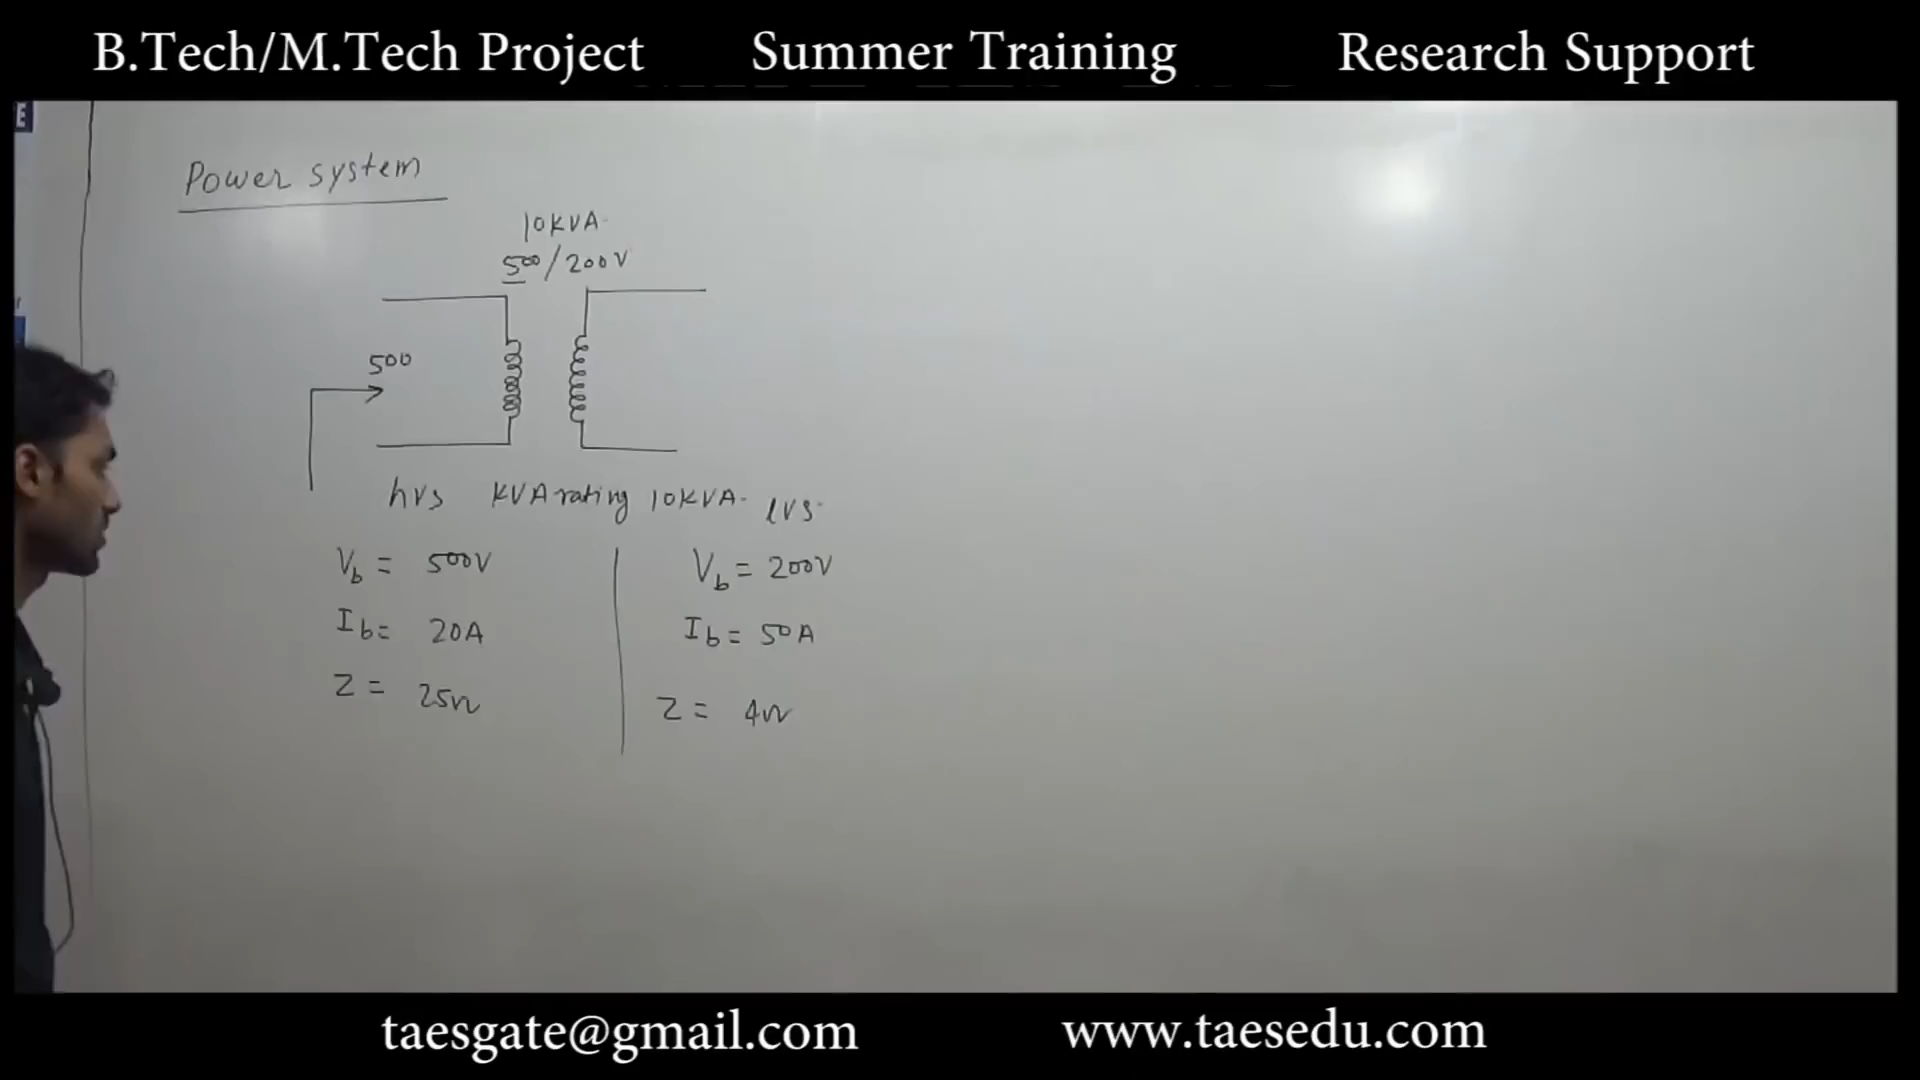 B.Tech/M.Tech Project Summer Training Research Support
E
Power system
10KVA
500/200V
500
hvs KVA rating 10KVA lvs
Vb = 500V Vb = 200V
Ib = 20A Ib = 50A
Z = 25Ω Z = 4Ω
taesgate@gmail.com www.taesedu.com